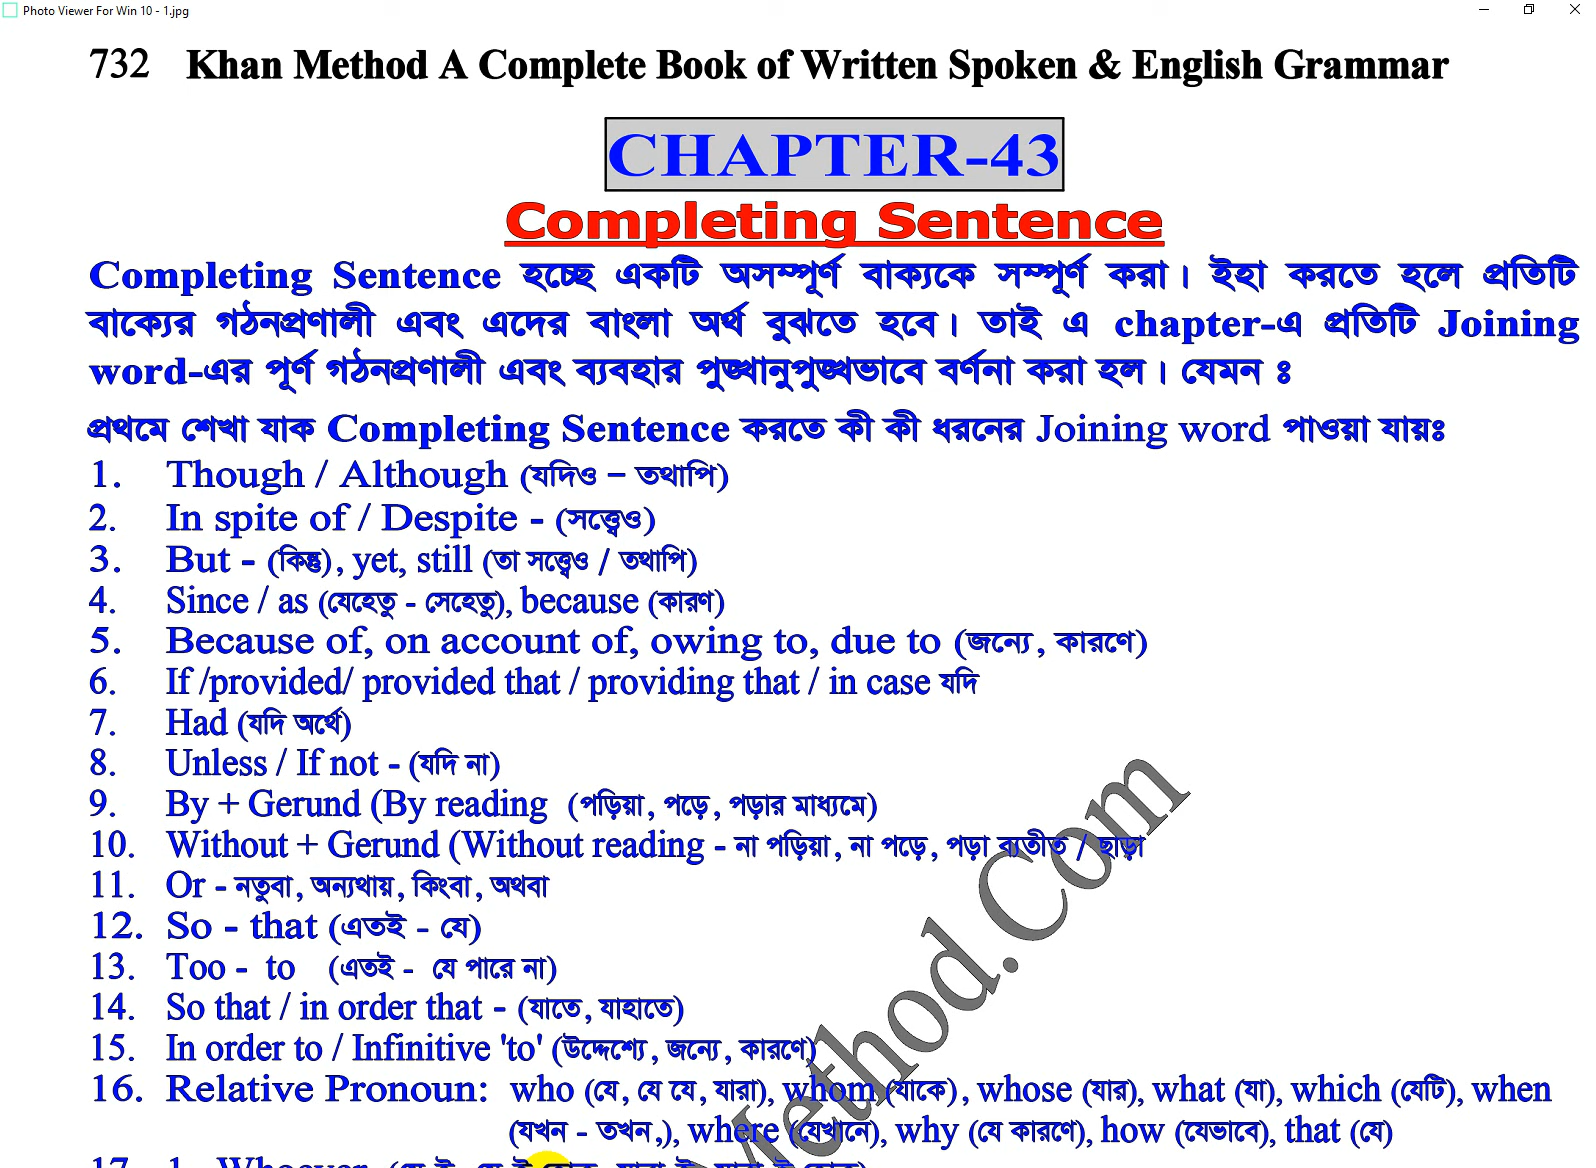 Photo Viewer For Win 10 - 1.jpg
732 Khan Method A Complete Book of Written Spoken & English Grammar
CHAPTER-43
Completing Sentence
Completing Sentence হচ্ছে একটি অসম্পূর্ণ বাক্যকে সম্পূর্ণ করা। ইহা করতে হলে প্রতিটি
বাক্যের গঠনপ্রণালী এবং এদের বাংলা অর্থ বুঝতে হবে। তাই এ chapter-এ প্রতিটি Joining
word-এর পূর্ণ গঠনপ্রণালী এবং ব্যবহার পুঙ্খানুপুঙ্খভাবে বর্ণনা করা হল। যেমন ঃ
প্রথমে শেখা যাক Completing Sentence করতে কী কী ধরনের Joining word পাওয়া যায়ঃ
1. Though / Although (যদিও – তথাপি)
2. In spite of / Despite - (সত্ত্বেও)
3. But - (কিন্তু), yet, still (তা সত্ত্বেও / তথাপি)
4. Since / as (যেহেতু - সেহেতু), because (কারণ)
5. Because of, on account of, owing to, due to (জন্যে, কারণে)
6. If /provided/ provided that / providing that / in case যদি
7. Had (যদি অর্থে)
8. Unless / If not - (যদি না)
9. By + Gerund (By reading (পড়িয়া, পড়ে, পড়ার মাধ্যমে)
10. Without + Gerund (Without reading - না পড়িয়া, না পড়ে, পড়া ব্যতীত / ছাড়া
11. Or - নতুবা, অন্যথায়, কিংবা, অথবা
12. So - that (এতই - যে)
13. Too - to (এতই - যে পারে না)
14. So that / in order that - (যাতে, যাহাতে)
15. In order to / Infinitive 'to' (উদ্দেশ্যে, জন্যে, কারণে)
16. Relative Pronoun: who (যে, যে যে, যারা), whom (যাকে), whose (যার), what (যা), which (যেটি), when
(যখন - তখন,), where (যেখানে), why (যে কারণে), how (যেভাবে), that (যে)
17. 1. Whoever
Method.Com